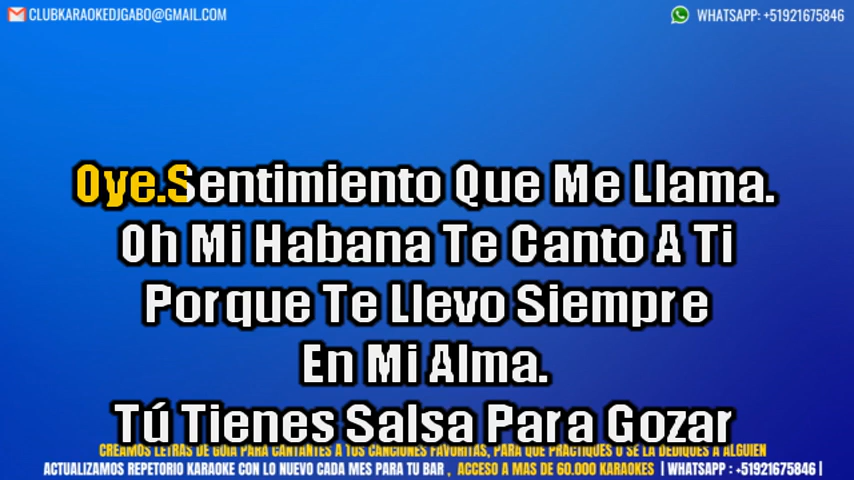 CLUBKARAOKEDJGABO@GMAIL.COM
WHATSAPP: +51921675846
Oye.Sentimiento Que Me Llama.
Oh Mi Habana Te Canto A Ti
Porque Te Llevo Siempre
En Mi Alma.
Tú Tienes Salsa Para Gozar
CREAMOS LETRAS DE GUIA PARA CANTANTES A TUS CANCIONES FAVORITAS, PARA QUE PRACTIQUES O SE LA DEDIQUES A ALGUIEN
ACTUALIZAMOS REPETORIO KARAOKE CON LO NUEVO CADA MES PARA TU BAR , ACCESO A MAS DE 60.000 KARAOKES | WHATSAPP : +51921675846 |